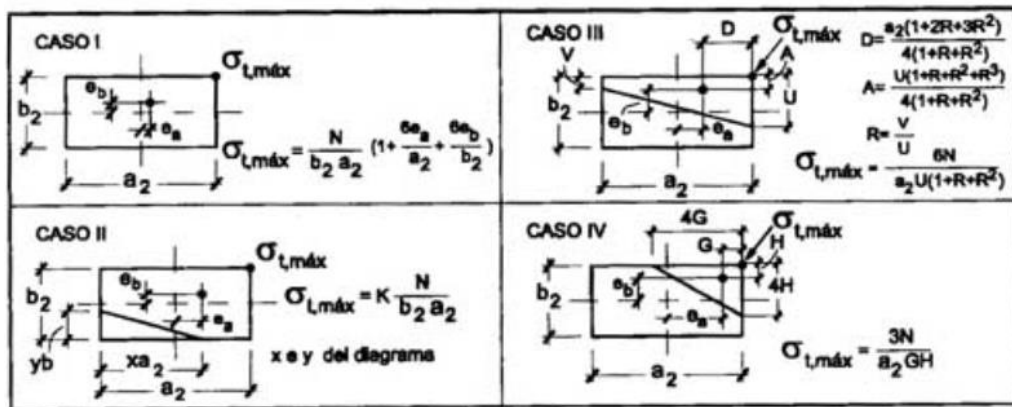 CASO I
σt,máx
b2
eb
ea
a2
σt,máx = N / (b2 a2) (1 + 6ea/a2 + 6eb/b2)
CASO III
D
σt,máx
V
A
U
b2
eb
ea
a2
D = a2(1+2R+3R²) / 4(1+R+R²)
A = U(1+R+R²+R³) / 4(1+R+R²)
R = V / U
σt,máx = 6N / a2U(1+R+R²)
CASO II
σt,máx
b2
eb
ea
yb
xa2
a2
σt,máx = K N / (b2 a2)
x e y del diagrama
CASO IV
4G
G
σt,máx
H
4H
b2
eb
ea
a2
σt,máx = 3N / a2GH